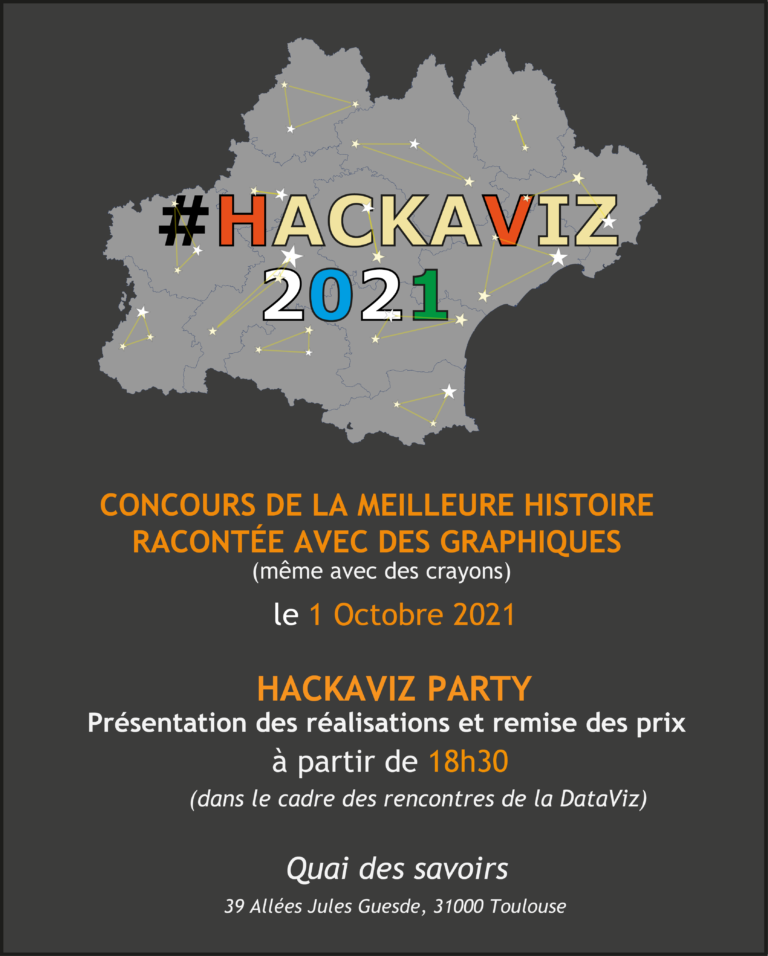 #HACKAVIZ
2021
CONCOURS DE LA MEILLEURE HISTOIRE
RACONTÉE AVEC DES GRAPHIQUES
(même avec des crayons)
le 1 Octobre 2021
HACKAVIZ PARTY
Présentation des réalisations et remise des prix
à partir de 18h30
(dans le cadre des rencontres de la DataViz)
Quai des savoirs
39 Allées Jules Guesde, 31000 Toulouse